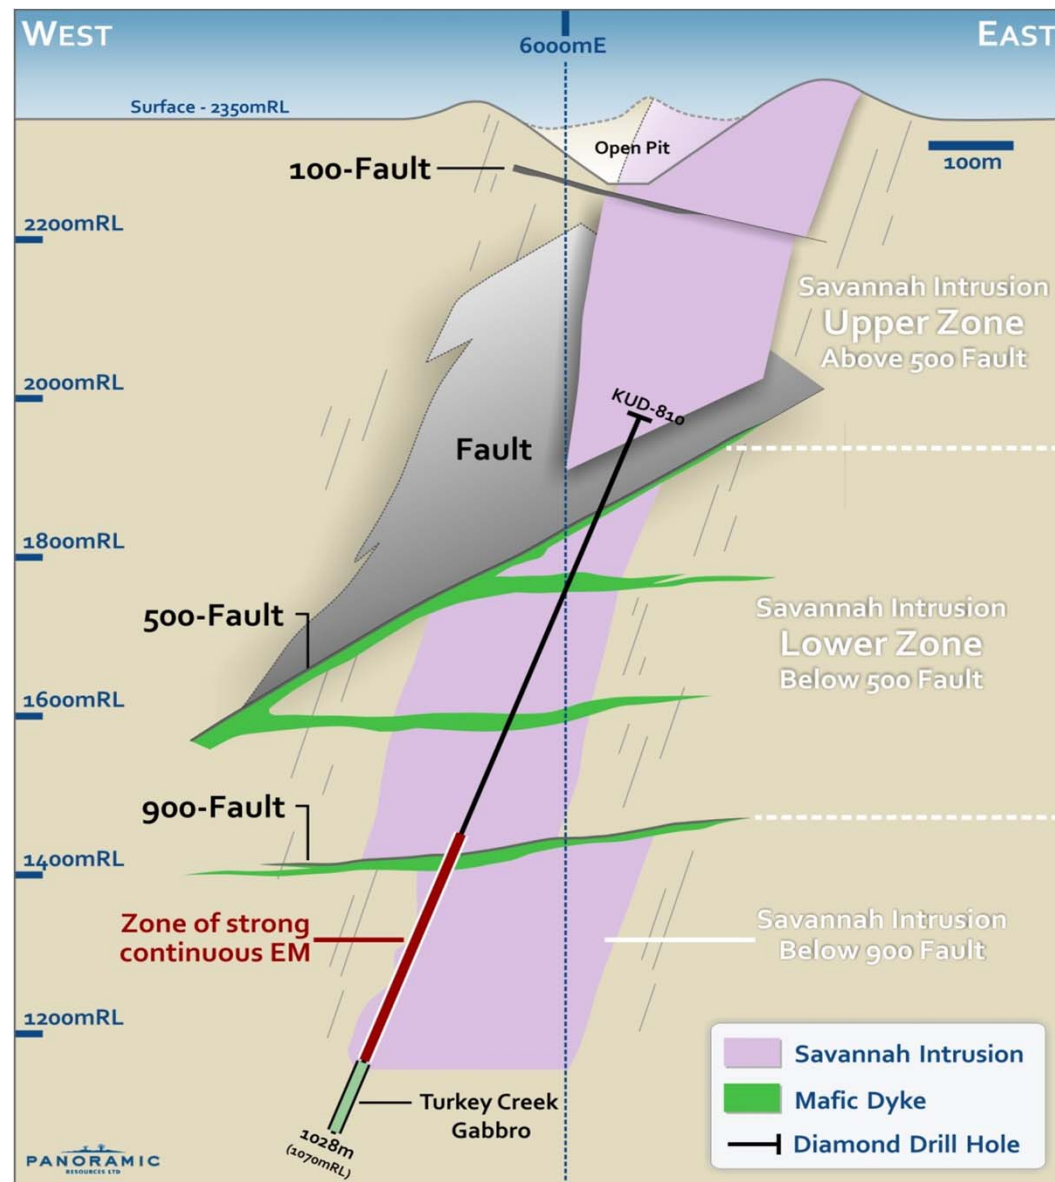 WEST
6000mE
EAST
Surface - 2350mRL
Open Pit
100m
100-Fault
2200mRL
Savannah Intrusion
Upper Zone
Above 500 Fault
2000mRL
KUD-810
Fault
1800mRL
500-Fault
Savannah Intrusion
Lower Zone
Below 500 Fault
1600mRL
900-Fault
1400mRL
Zone of strong
continuous EM
Savannah Intrusion
Below 900 Fault
1200mRL
Turkey Creek
Gabbro
1028m
(1070mRL)
Savannah Intrusion
Mafic Dyke
Diamond Drill Hole
PANORAMIC
RESOURCES LTD